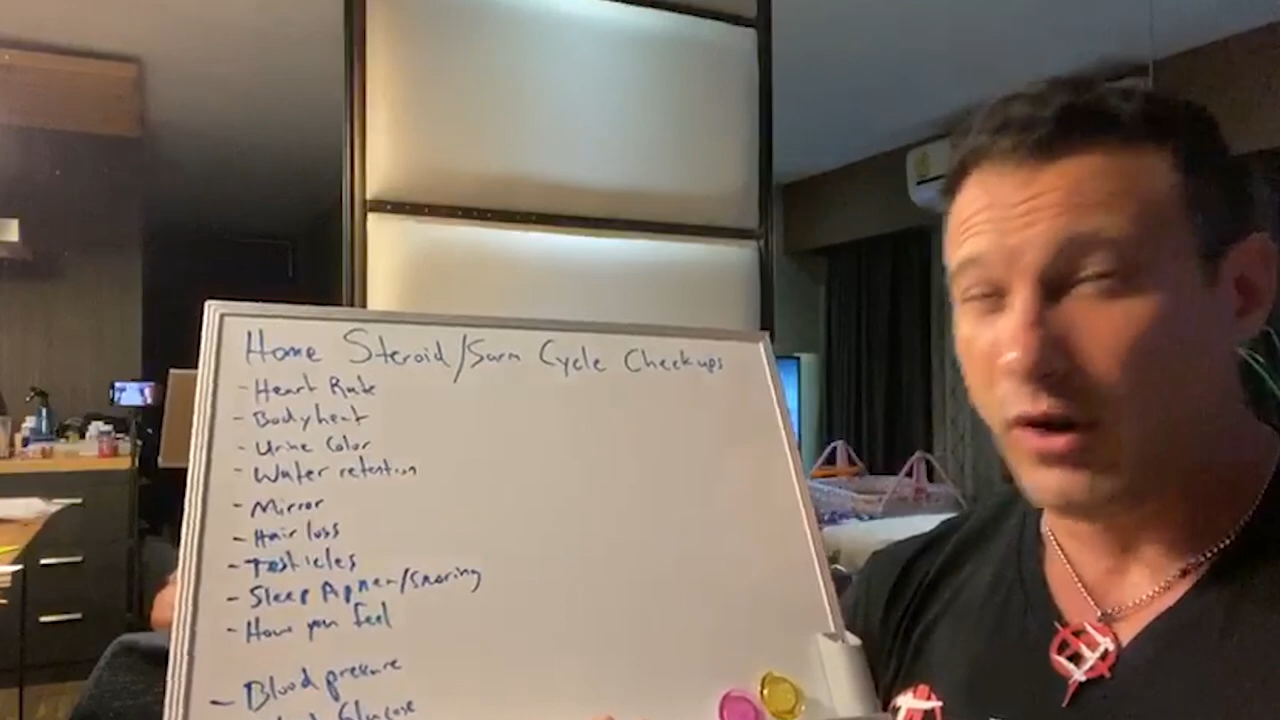 Home Steroid/Sarm Cycle Checkups
- Heart Rate
- Bodyheat
- Urine Color
- Water retention
- Mirror
- Hair loss
- Testicles
- Sleep Apnea/Snoring
- How you feel
- Blood pressure
Glucose